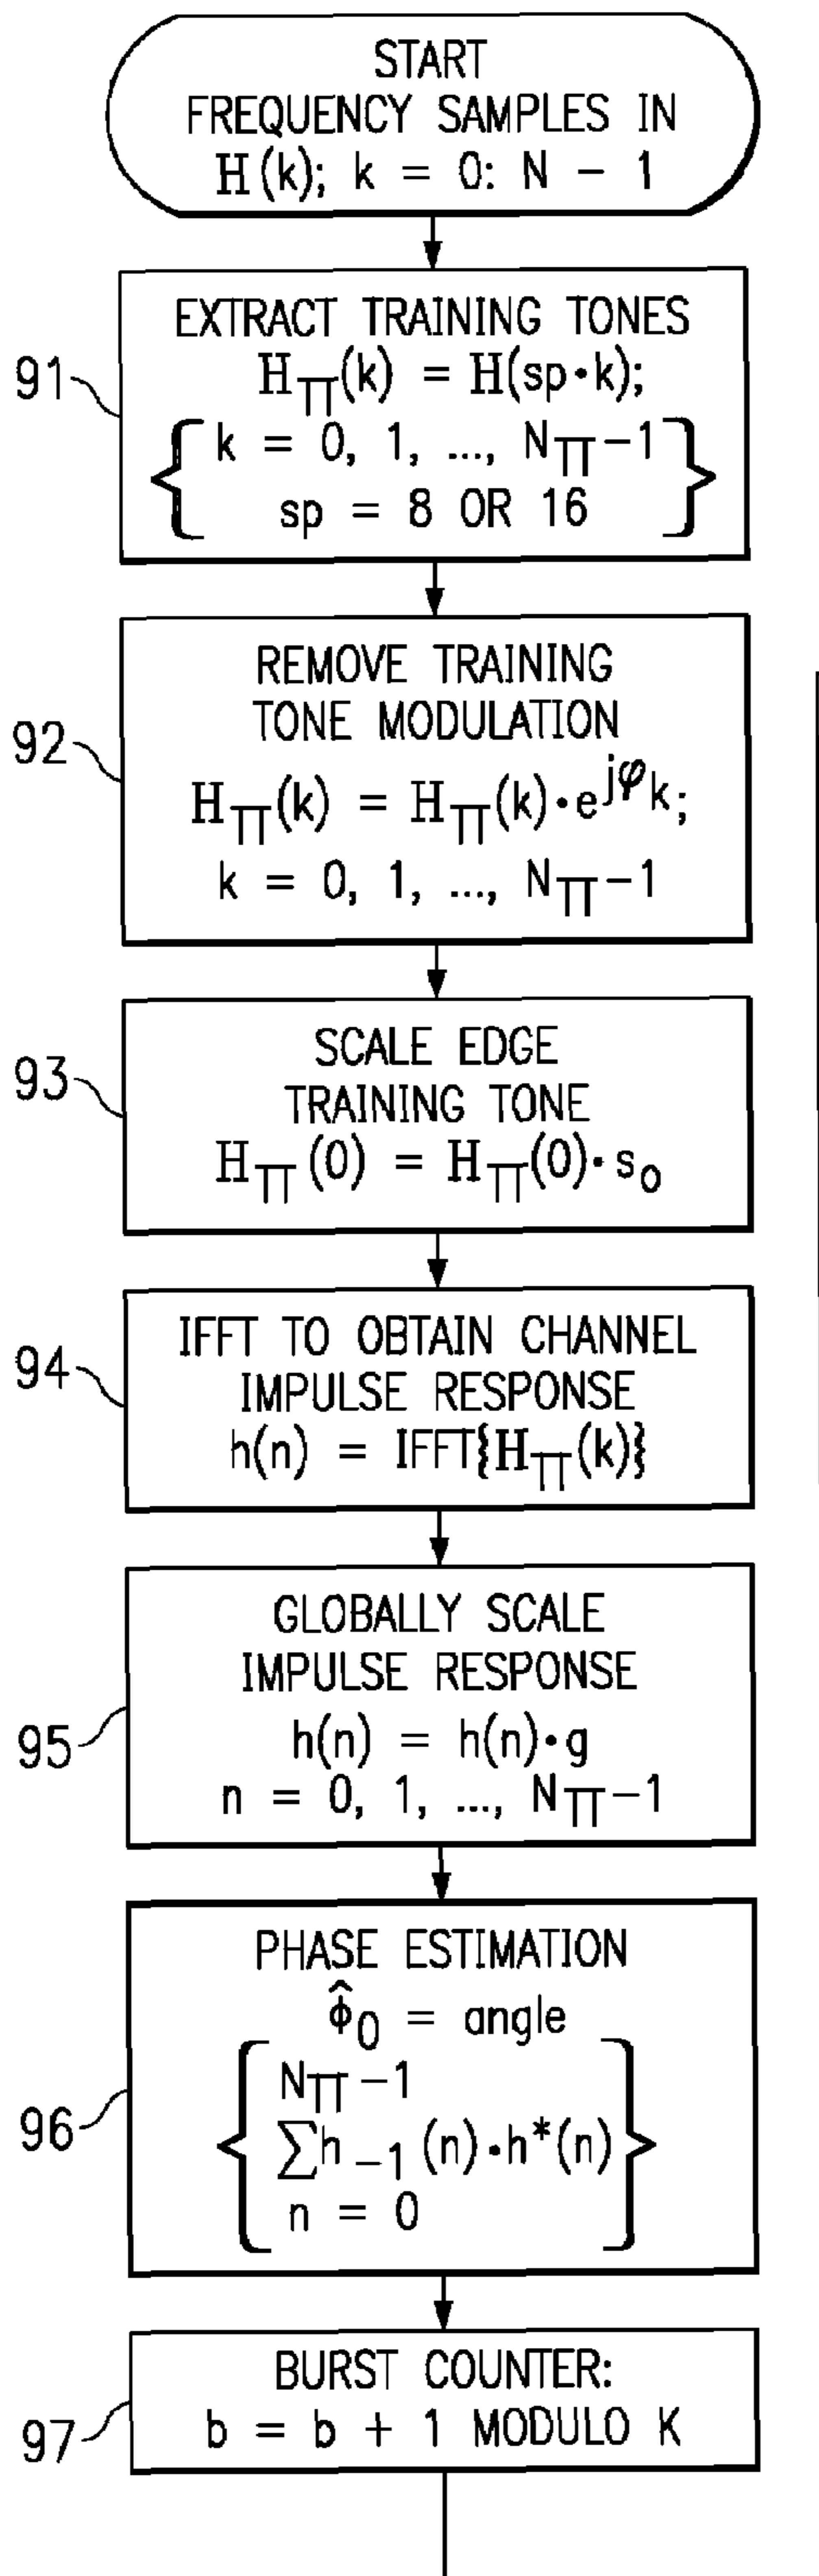 START
FREQUENCY SAMPLES IN
H(k); k = 0: N - 1
91
EXTRACT TRAINING TONES
H_TT(k) = H(sp·k);
{ k = 0, 1, ..., N_TT-1
sp = 8 OR 16 }
92
REMOVE TRAINING
TONE MODULATION
H_TT(k) = H_TT(k)·e^jφ_k;
k = 0, 1, ..., N_TT-1
93
SCALE EDGE
TRAINING TONE
H_TT(0) = H_TT(0)·s_0
94
IFFT TO OBTAIN CHANNEL
IMPULSE RESPONSE
h(n) = IFFT{H_TT(k)}
95
GLOBALLY SCALE
IMPULSE RESPONSE
h(n) = h(n)·g
n = 0, 1, ..., N_TT-1
96
PHASE ESTIMATION
ϕ̂_0 = angle
{ N_TT-1
∑h_-1(n)·h*(n)
n = 0 }
97
BURST COUNTER:
b = b + 1 MODULO K